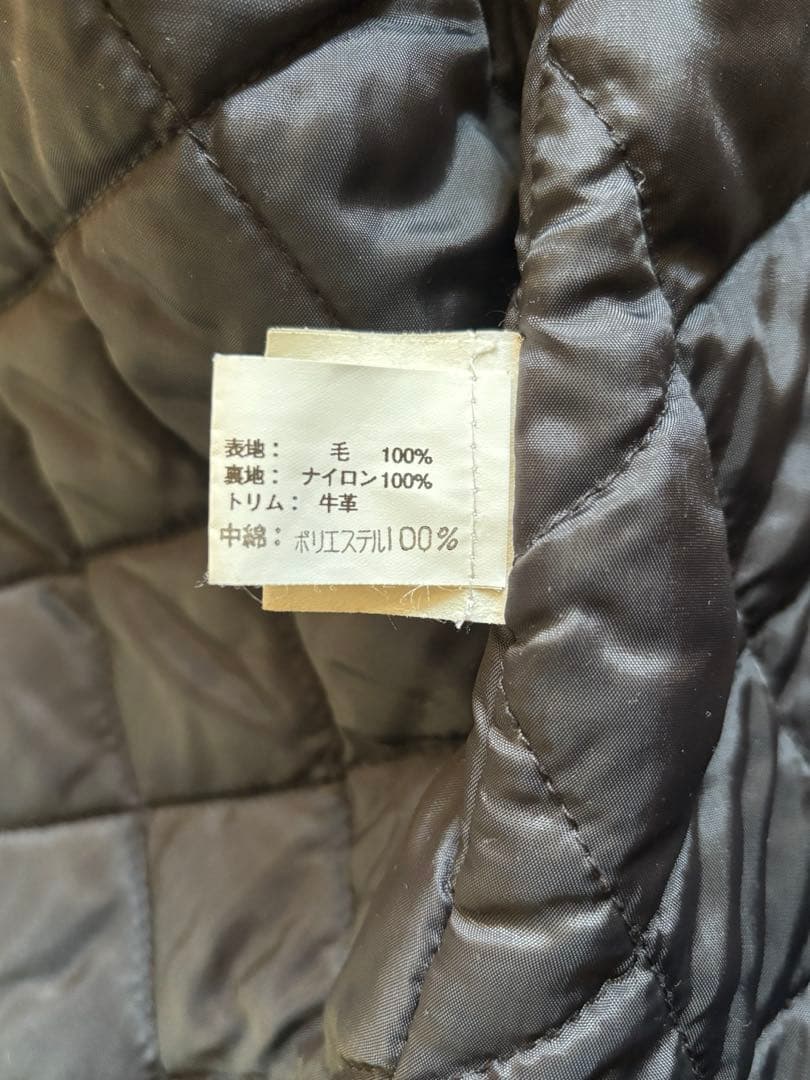 表地: 毛 100%
裏地: ナイロン100%
トリム: 牛革
中綿: ポリエステル100%